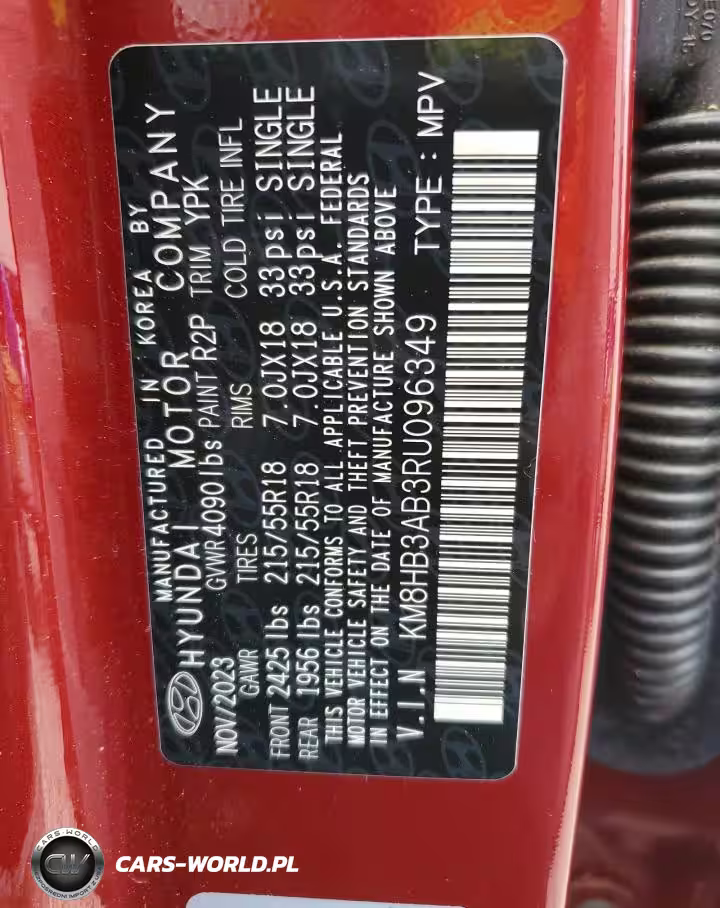 MANUFACTURED IN KOREA BY
HYUNDAI MOTOR COMPANY
NOV/2023 GVWR 4090 lbs PAINT R2P TRIM YPK
GAWR TIRES RIMS COLD TIRE INFL
FRONT 2425 lbs 215/55R18 7.0JX18 33psi SINGLE
REAR 1956 lbs 215/55R18 7.0JX18 33psi SINGLE
THIS VEHICLE CONFORMS TO ALL APPLICABLE U.S.A. FEDERAL
MOTOR VEHICLE SAFETY AND THEFT PREVENTION STANDARDS
IN EFFECT ON THE DATE OF MANUFACTURE SHOWN ABOVE
V.I.N KM8HB3AB3RU096349 TYPE: MPV
CARS-WORLD
CW
CARS-WORLD.PL